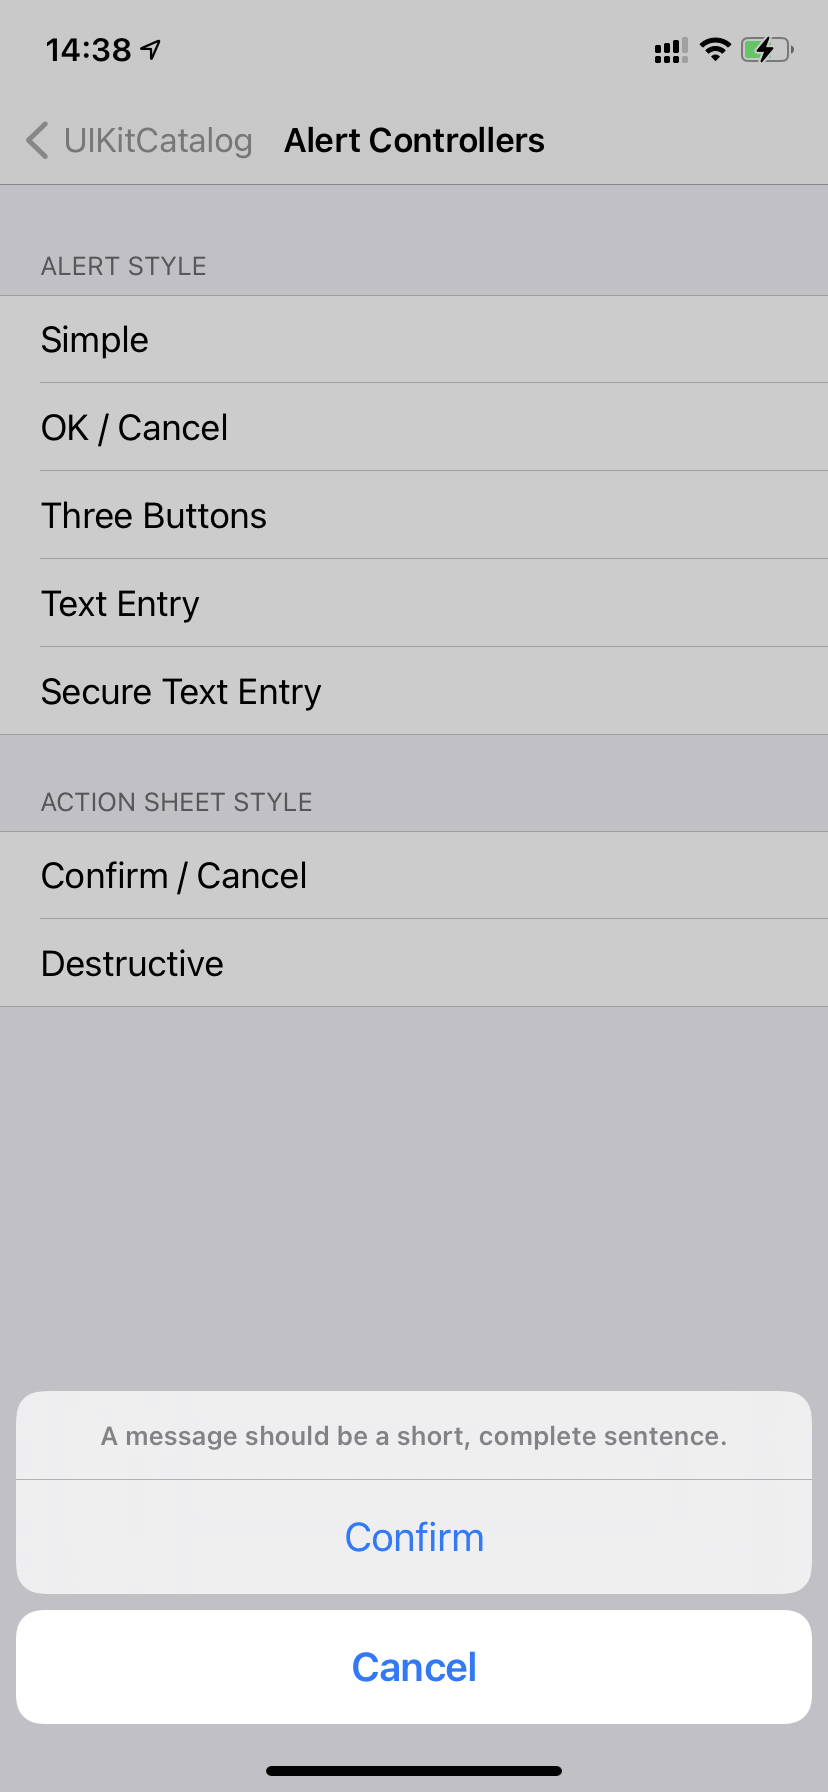 14:38
UIKitCatalog Alert Controllers
ALERT STYLE
Simple
OK / Cancel
Three Buttons
Text Entry
Secure Text Entry
ACTION SHEET STYLE
Confirm / Cancel
Destructive
A message should be a short, complete sentence.
Confirm
Cancel